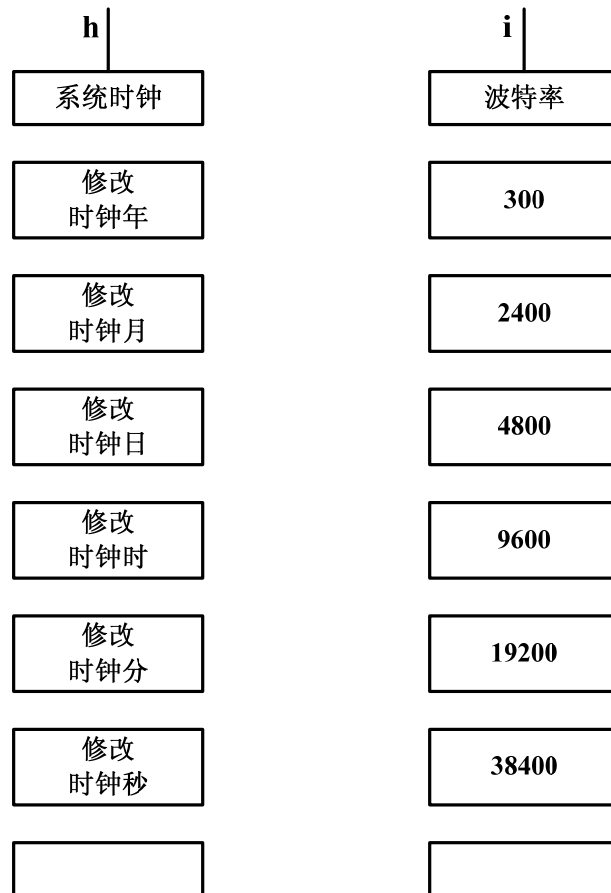 h
系统时钟
修改
时钟年
修改
时钟月
修改
时钟日
修改
时钟时
修改
时钟分
修改
时钟秒
i
波特率
300
2400
4800
9600
19200
38400